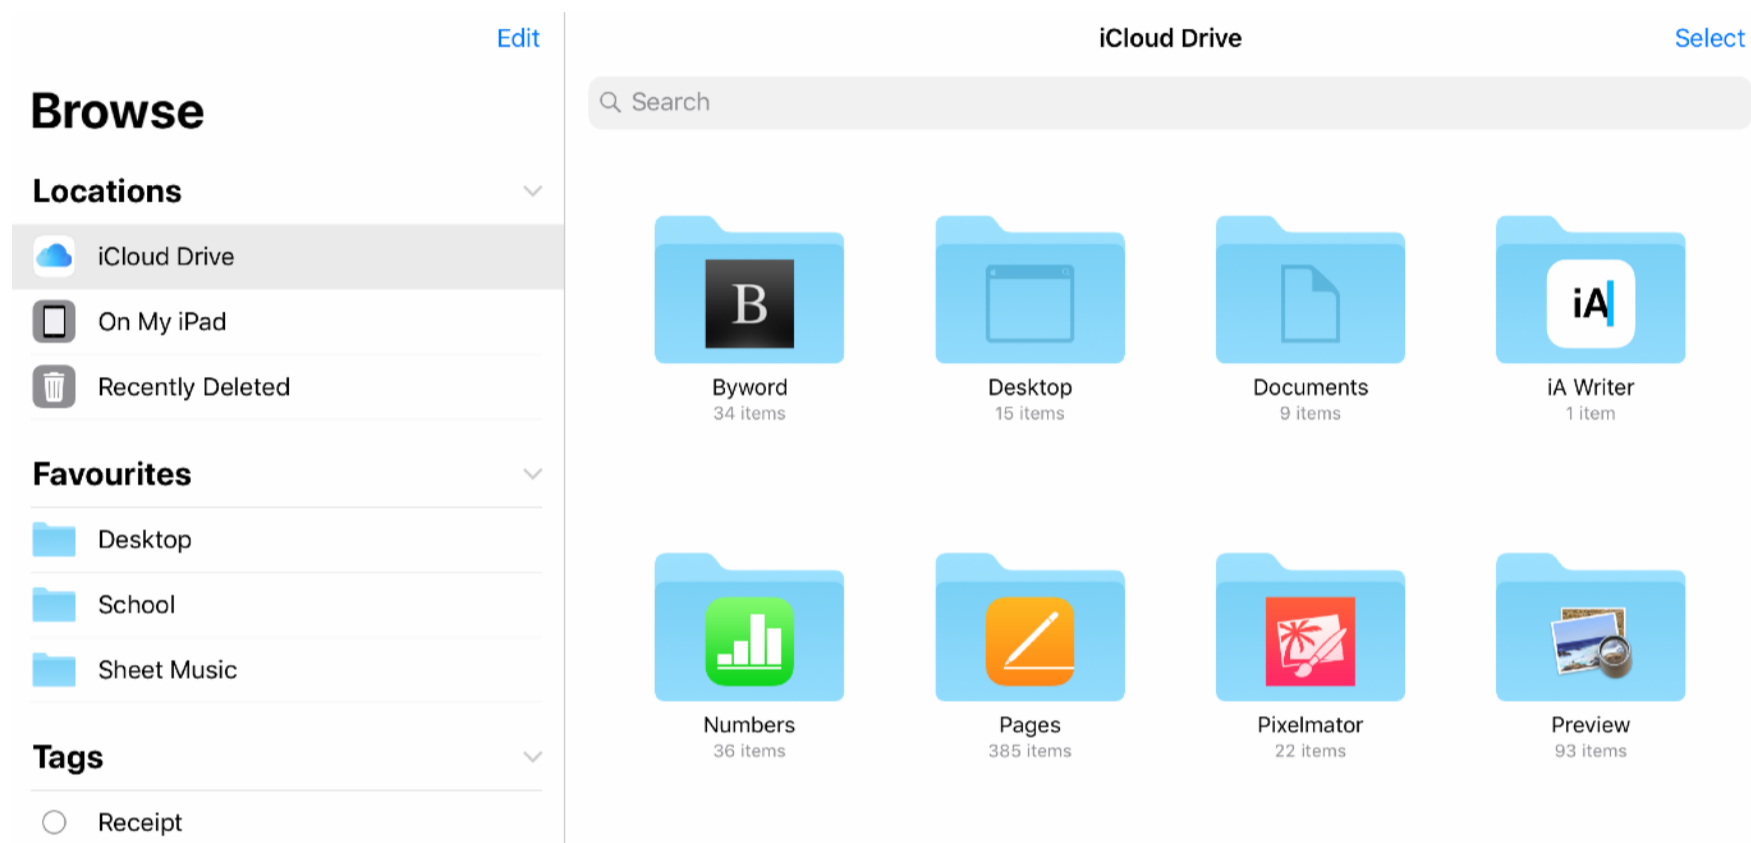 Edit
Browse
Locations
iCloud Drive
On My iPad
Recently Deleted
Favourites
Desktop
School
Sheet Music
Tags
Receipt
iCloud Drive
Select
Search
B
iA
Byword
Desktop
Documents
iA Writer
34 items
15 items
9 items
1 item
Numbers
Pages
Pixelmator
Preview
36 items
385 items
22 items
93 items